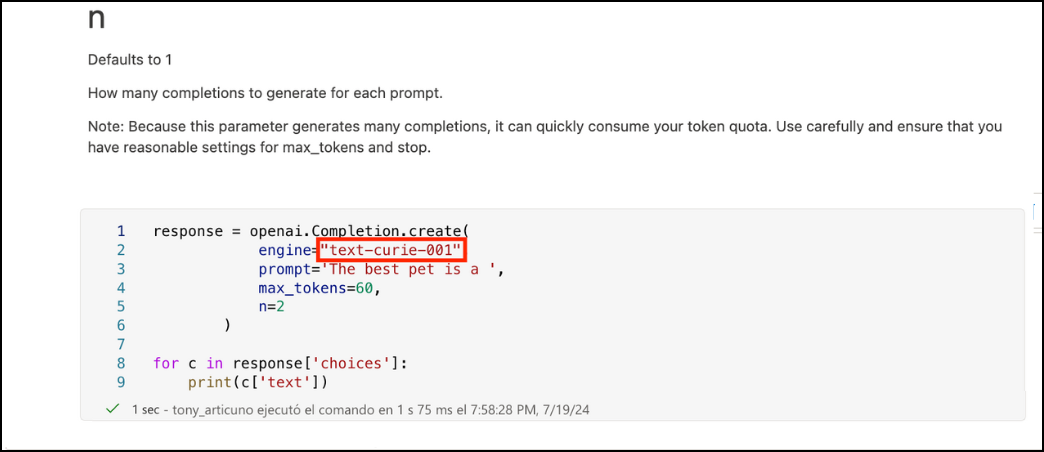 n
Defaults to 1
How many completions to generate for each prompt.
Note: Because this parameter generates many completions, it can quickly consume your token quota. Use carefully and ensure that you
have reasonable settings for max_tokens and stop.
1 response = openai.Completion.create(
2 engine="text-curie-001"
3 prompt='The best pet is a ',
4 max_tokens=60,
5 n=2
6 )
7
8 for c in response['choices']:
9 print(c['text'])
1 sec - tony_articuno ejecutó el comando en 1 s 75 ms el 7:58:28 PM, 7/19/24